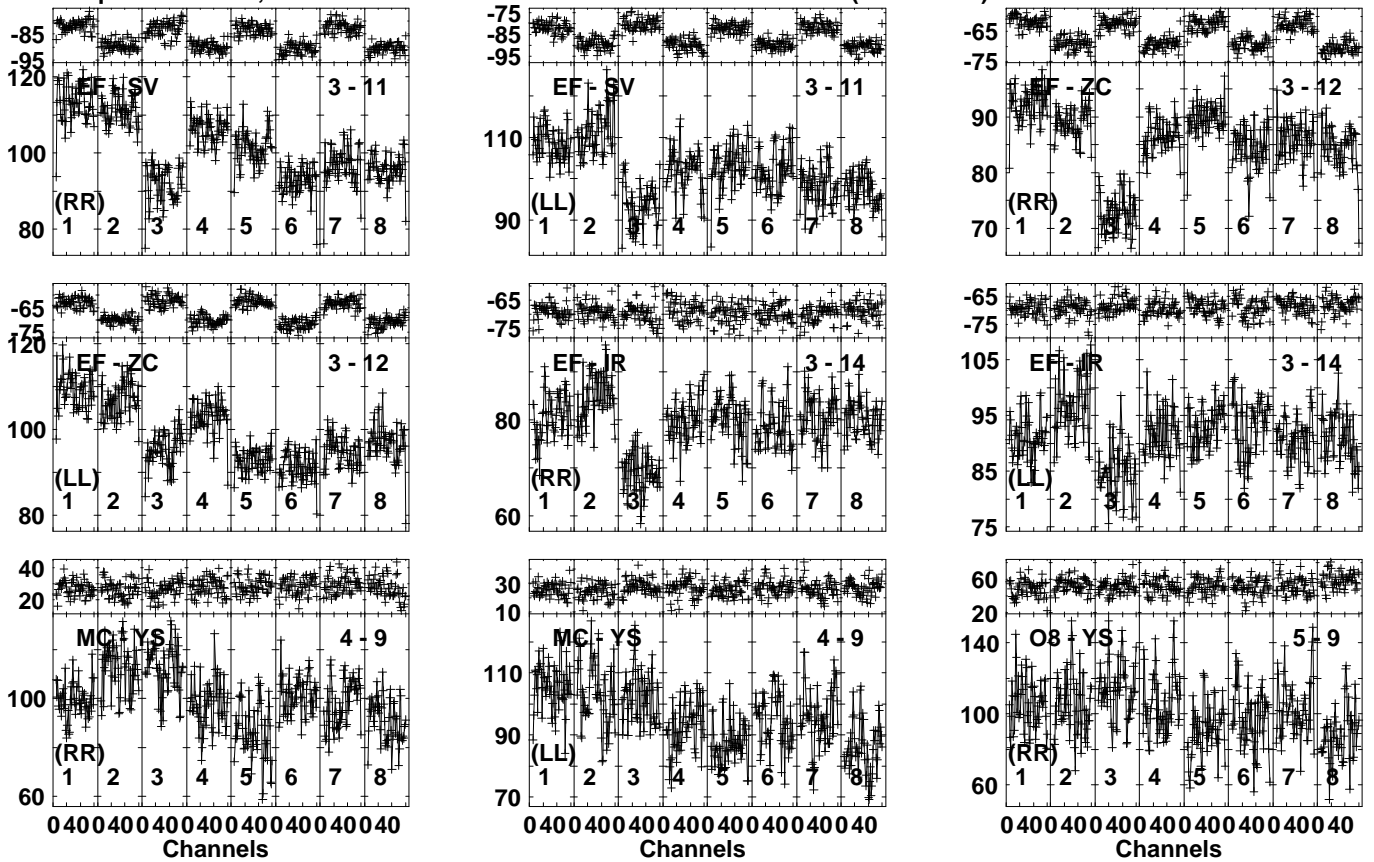 -85 -75 -85 -95 -65
-95 -75
120 EF - SV 3 - 11 EF - SV 3 - 11 EF - ZC 3 - 12
110 90
100 80
(RR) (LL) 90 (RR) 70
80 1 2 3 4 5 6 7 8 1 2 3 4 5 6 7 8 1 2 3 4 5 6 7 8
-65 -65 -65
-75 -75 -75
120 EF - ZC 3 - 12 EF - IR 3 - 14 EF - IR 3 - 14
105
100 80 95
85
(LL) (RR) (LL)
80 1 2 3 4 5 6 7 8 60 1 2 3 4 5 6 7 8 75 1 2 3 4 5 6 7 8
40 30 60
20 10 20
MC - YS 4 - 9 MC - YS 4 - 9 O8 - YS 5 - 9
110 140
100 90 100
(RR) (LL) (RR)
60 1 2 3 4 5 6 7 8 70 1 2 3 4 5 6 7 8 60 1 2 3 4 5 6 7 8
0 40 0 40 0 40 0 40 0 40 0 40 0 40 0 40 0 40 0 40 0 40 0 40 0 40 0 40 0 40 0 40 0 40 0 40 0 40 0 40 0 40 0 40 0 40 0 40
Channels Channels Channels